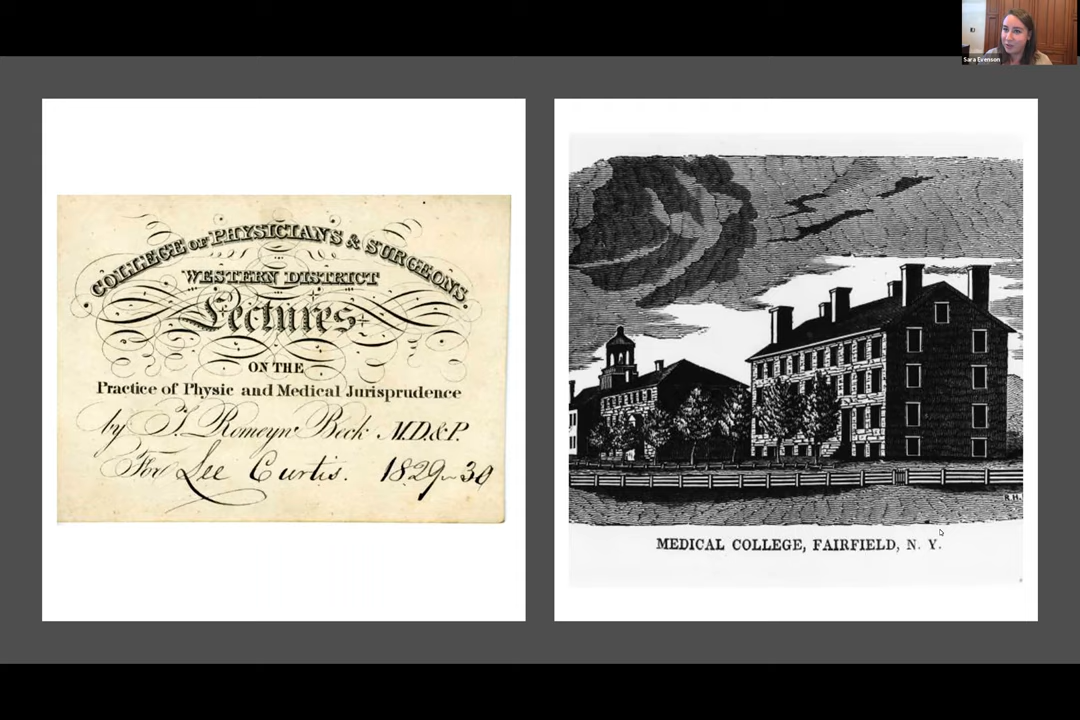 Sara Evenson
COLLEGE OF PHYSICIANS & SURGEONS.
WESTERN DISTRICT
Lectures
ON THE
Practice of Physic and Medical Jurisprudence
by T. Romeyn Beck M.D.&P.
For Lee Curtis. 1829-30
R.H.
MEDICAL COLLEGE, FAIRFIELD, N. Y.